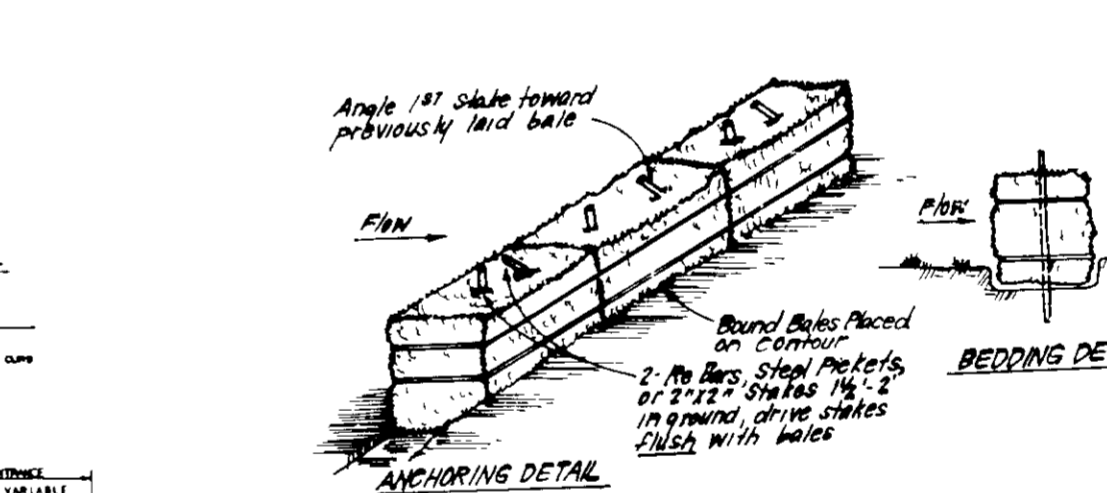 Angle 1ST stake toward
previously laid bale
FLOW
FLOW
Bound Bales Placed
on contour
2- Re Bars, Steel Pickets,
or 2"x2" Stakes 1½'-2'
in ground, drive stakes
flush with bales
ANCHORING DETAIL
BEDDING DE
CURB
VARIABLE